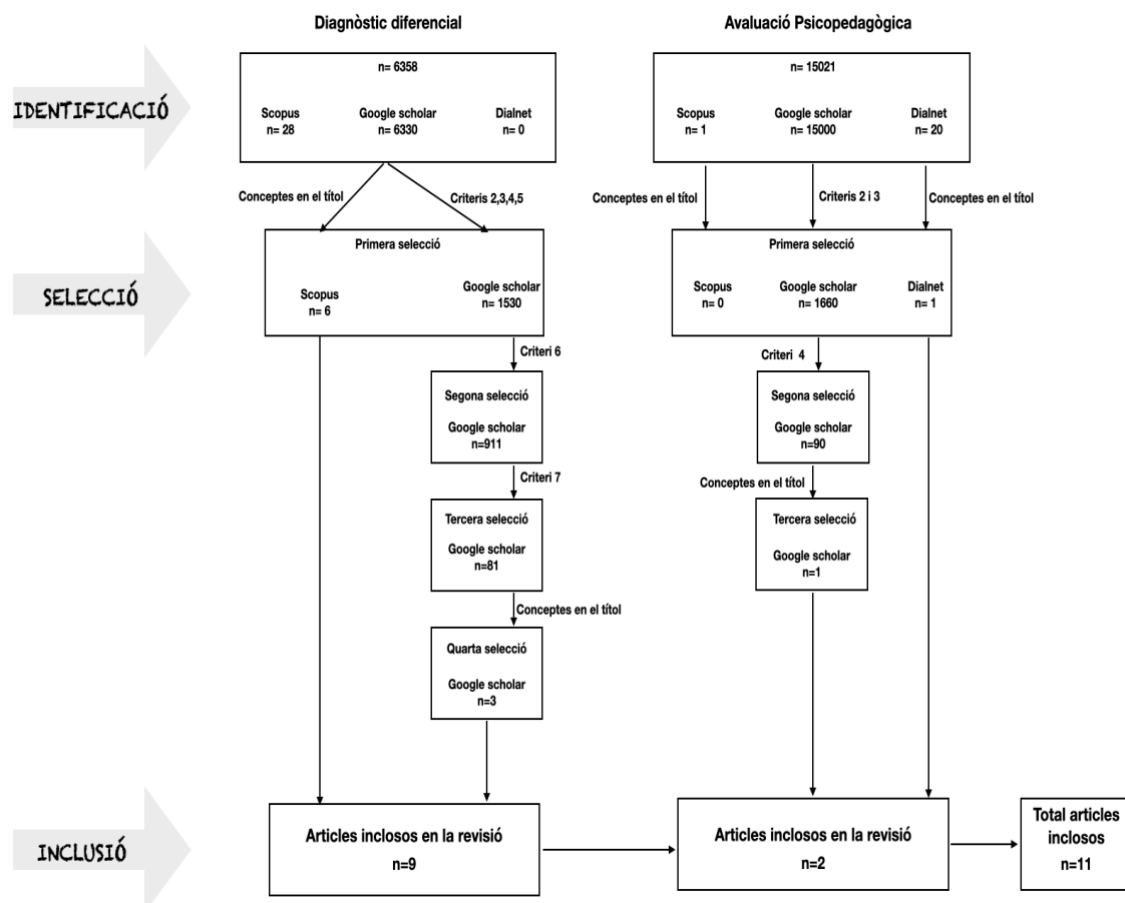 Diagnòstic diferencial
Avaluació Psicopedagògica
IDENTIFICACIÓ
n= 6358
Scopus
n= 28
Google scholar
n= 6330
Dialnet
n= 0
n= 15021
Scopus
n= 1
Google scholar
n= 15000
Dialnet
n= 20
Conceptes en el títol
Criteris 2,3,4,5
Conceptes en el títol
Criteris 2 i 3
Conceptes en el títol
SELECCIÓ
Primera selecció
Scopus
n= 6
Google scholar
n= 1530
Primera selecció
Scopus
n= 0
Google scholar
n= 1660
Dialnet
n= 1
Criteri 6
Segona selecció
Google scholar
n=911
Criteri 7
Tercera selecció
Google scholar
n=81
Conceptes en el títol
Quarta selecció
Google scholar
n=3
Criteri 4
Segona selecció
Google scholar
n=90
Conceptes en el títol
Tercera selecció
Google scholar
n=1
INCLUSIÓ
Articles inclosos en la revisió
n=9
Articles inclosos en la revisió
n=2
Total articles
inclosos
n=11